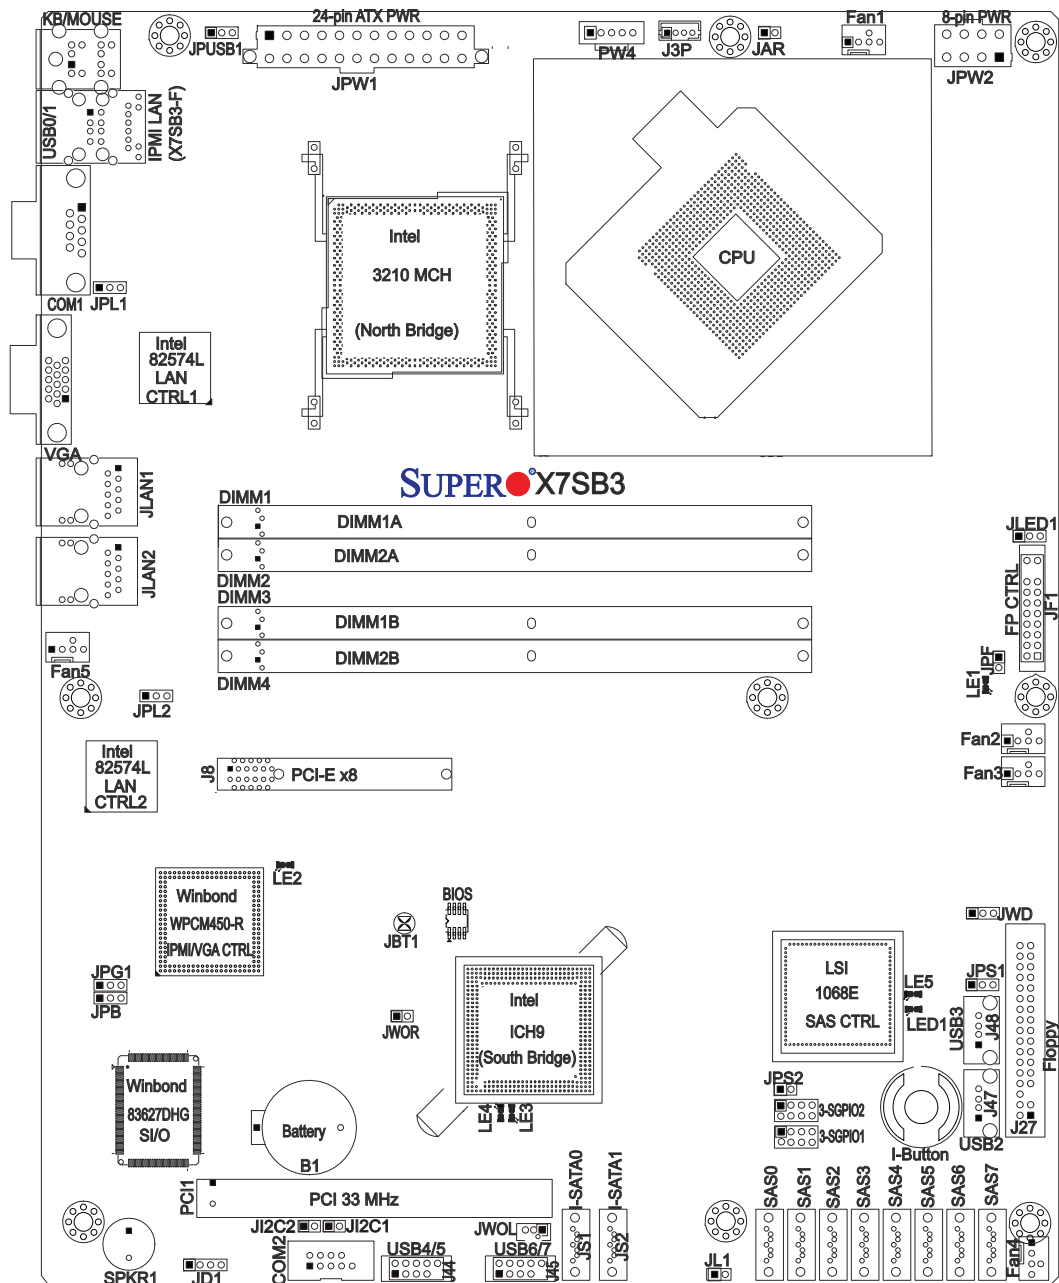 KB/MOUSE
JPUSB1
24-pin ATX PWR
JPW1
PW4
J3P
JAR
Fan1
8-pin PWR
JPW2
USB0/1
IPMI LAN
(X7SB3-F)
COM1
JPL1
Intel
3210 MCH
(North Bridge)
CPU
Intel
82574L
LAN
CTRL1
VGA
SUPER X7SB3
JLAN1
DIMM1
DIMM1A
DIMM2A
DIMM2
JLAN2
DIMM3
DIMM1B
DIMM2B
DIMM4
JLED1
FP CTRL
JF1
JPF
LE1
Fan5
JPL2
Fan2
Fan3
Intel
82574L
LAN
CTRL2
J8
PCI-E x8
LE2
Winbond
WPCM450-R
IPMI/VGA CTRL
BIOS
JBT1
JWD
JPG1
JPB
JWOR
Intel
ICH9
(South Bridge)
LSI
1068E
SAS CTRL
LE5
LED1
JPS1
USB3
J48
Floppy
J27
Winbond
83627DHG
SI/O
Battery
B1
LE4
LE3
JPS2
3-SGPIO2
3-SGPIO1
I-Button
J47
USB2
PCI1
PCI 33 MHz
I-SATA0
JS1
I-SATA1
JS2
SAS0
SAS1
SAS2
SAS3
SAS4
SAS5
SAS6
SAS7
JI2C2
JI2C1
JWOL
SPKR1
JD1
COM2
USB4/5
J44
USB6/7
J45
JL1
Fan4